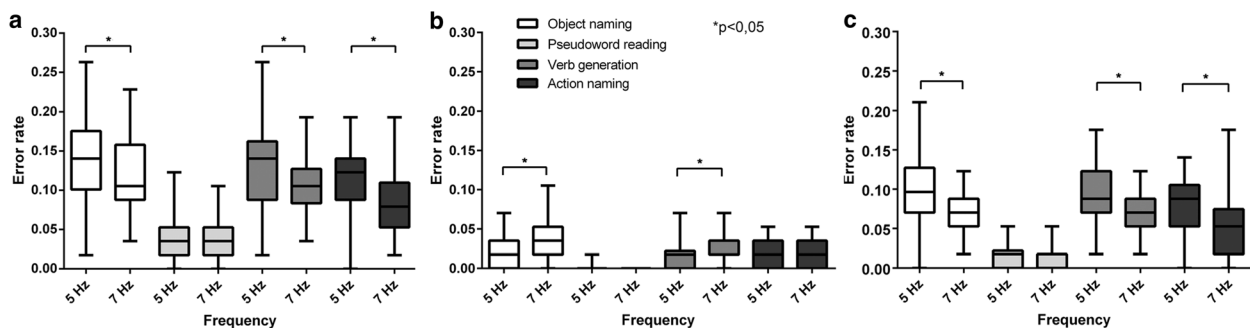 a
Error rate
0.30
0.25
0.20
0.15
0.10
0.05
0.00
* * *
5 Hz 7 Hz 5 Hz 7 Hz 5 Hz 7 Hz 5 Hz 7 Hz
Frequency
b
Error rate
0.30
0.25
0.20
0.15
0.10
0.05
0.00
Object naming
Pseudoword reading
Verb generation
Action naming
*p<0,05
* *
5 Hz 7 Hz 5 Hz 7 Hz 5 Hz 7 Hz 5 Hz 7 Hz
Frequency
c
Error rate
0.30
0.25
0.20
0.15
0.10
0.05
0.00
* * *
5 Hz 7 Hz 5 Hz 7 Hz 5 Hz 7 Hz 5 Hz 7 Hz
Frequency